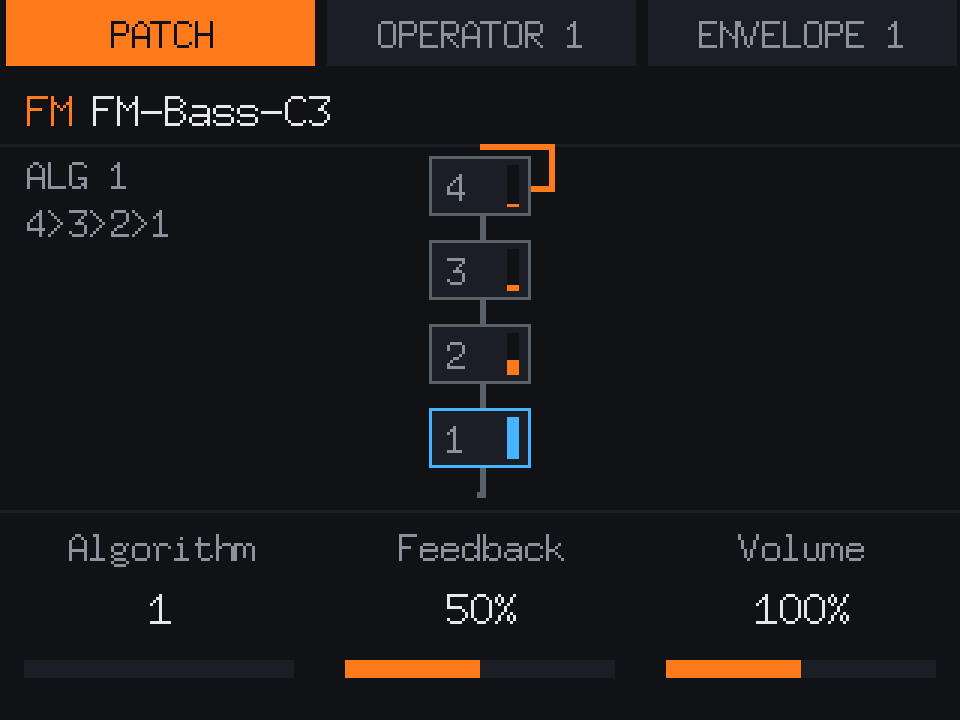 PATCH OPERATOR 1 ENVELOPE 1
FM FM-Bass-C3
ALG 1
4>3>2>1
4
3
2
1
Algorithm Feedback Volume
1 50% 100%